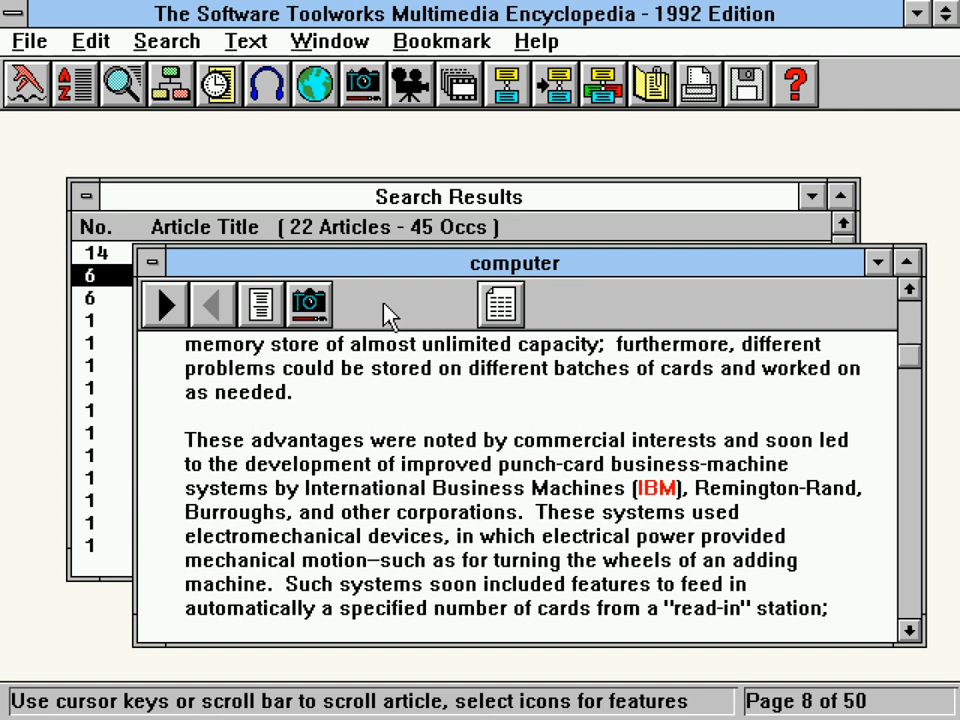 The Software Toolworks Multimedia Encyclopedia - 1992 Edition
File Edit Search Text Window Bookmark Help
A
Z
?
Search Results
No. Article Title ( 22 Articles - 45 Occs )
14
6
6
1
1
1
1
1
1
1
1
1
1
1
computer
memory store of almost unlimited capacity; furthermore, different
problems could be stored on different batches of cards and worked on
as needed.
These advantages were noted by commercial interests and soon led
to the development of improved punch-card business-machine
systems by International Business Machines (IBM), Remington-Rand,
Burroughs, and other corporations. These systems used
electromechanical devices, in which electrical power provided
mechanical motion—such as for turning the wheels of an adding
machine. Such systems soon included features to feed in
automatically a specified number of cards from a "read-in" station;
Use cursor keys or scroll bar to scroll article, select icons for features
Page 8 of 50